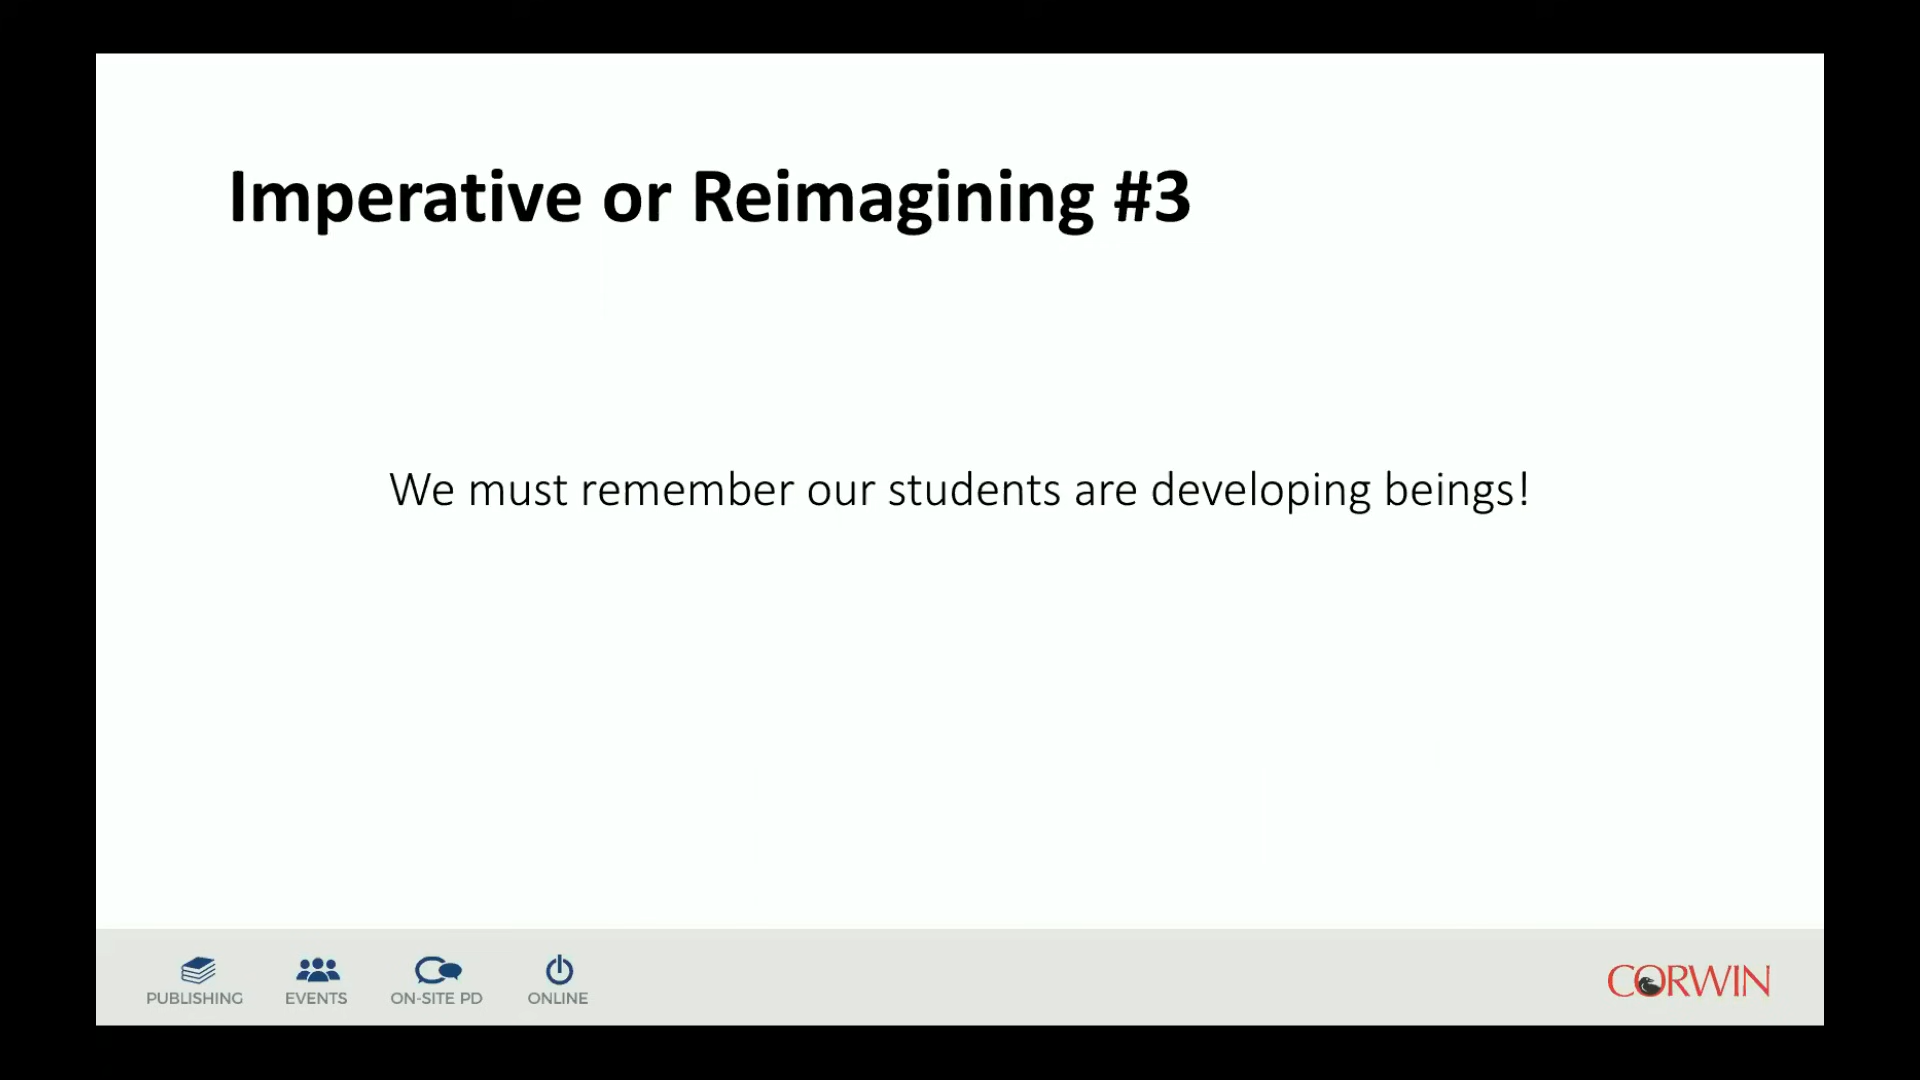 Imperative or Reimagining #3
We must remember our students are developing beings!
PUBLISHING EVENTS ON-SITE PD ONLINE
CORWIN